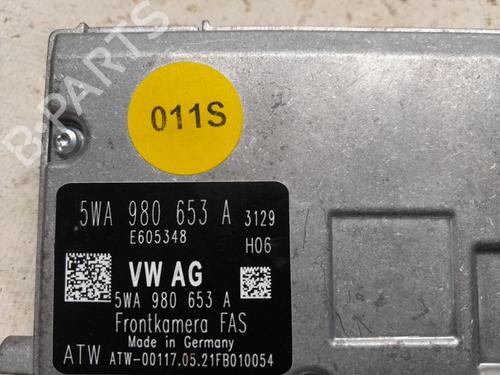 B-PARTS
011S
5WA 980 653 A 3129
E605348 H06
VW AG
5WA 980 653 A
Frontkamera FAS
Made in Germany
ATW ATW-00117.05.21FB010054